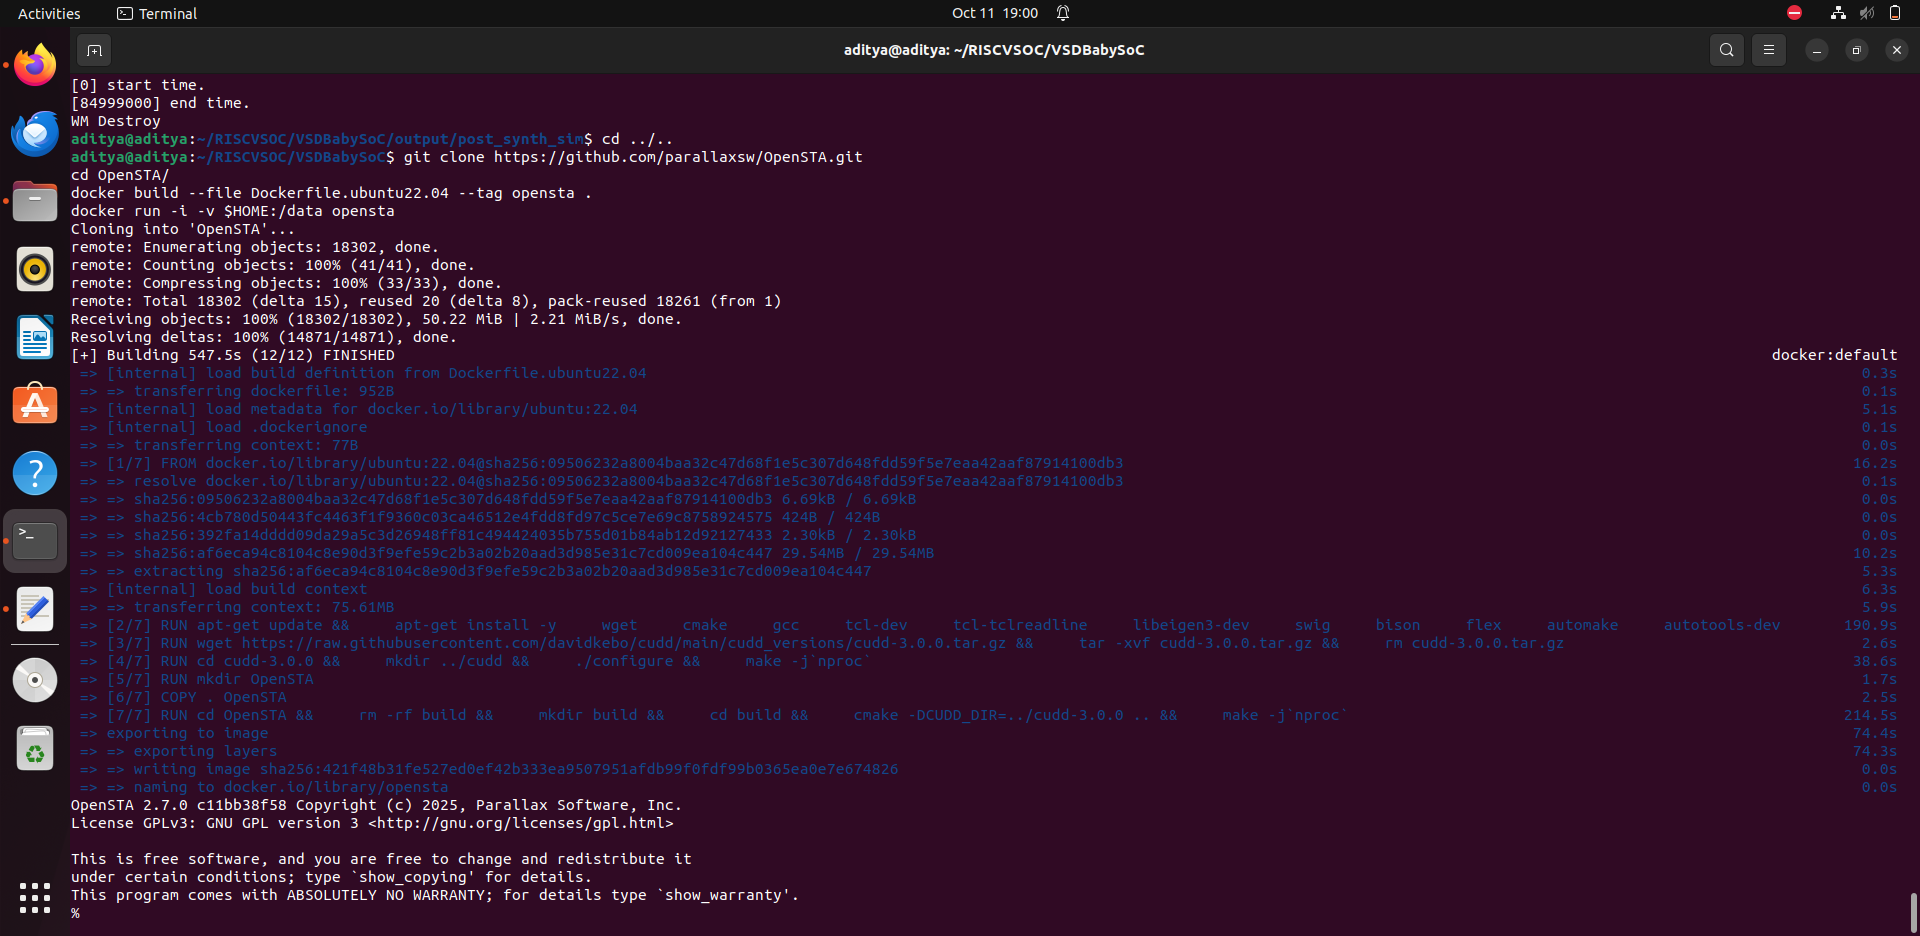 Activities
Terminal
Oct 11 19:00
aditya@aditya: ~/RISCVSOC/VSDBabySoC
[0] start time.
[84999000] end time.
WM Destroy
aditya@aditya:~/RISCVSOC/VSDBabySoC/output/post_synth_sim$ cd ../..
aditya@aditya:~/RISCVSOC/VSDBabySoC$ git clone https://github.com/parallaxsw/OpenSTA.git
cd OpenSTA/
docker build --file Dockerfile.ubuntu22.04 --tag opensta .
docker run -i -v $HOME:/data opensta
Cloning into 'OpenSTA'...
remote: Enumerating objects: 18302, done.
remote: Counting objects: 100% (41/41), done.
remote: Compressing objects: 100% (33/33), done.
remote: Total 18302 (delta 15), reused 20 (delta 8), pack-reused 18261 (from 1)
Receiving objects: 100% (18302/18302), 50.22 MiB | 2.21 MiB/s, done.
Resolving deltas: 100% (14871/14871), done.
[+] Building 547.5s (12/12) FINISHED docker:default
=> [internal] load build definition from Dockerfile.ubuntu22.04 0.3s
=> => transferring dockerfile: 952B 0.1s
=> [internal] load metadata for docker.io/library/ubuntu:22.04 5.1s
=> [internal] load .dockerignore 0.1s
=> => transferring context: 77B 0.0s
=> [1/7] FROM docker.io/library/ubuntu:22.04@sha256:09506232a8004baa32c47d68f1e5c307d648fdd59f5e7eaa42aaf87914100db3 16.2s
=> => resolve docker.io/library/ubuntu:22.04@sha256:09506232a8004baa32c47d68f1e5c307d648fdd59f5e7eaa42aaf87914100db3 0.1s
=> => sha256:09506232a8004baa32c47d68f1e5c307d648fdd59f5e7eaa42aaf87914100db3 6.69kB / 6.69kB 0.0s
=> => sha256:4cb780d50443fc4463f1f9360c03ca46512e4fdd8fd97c5ce7e69c8758924575 424B / 424B 0.0s
=> => sha256:392fa14dddd09da29a5c3d26948ff81c494424035b755d01b84ab12d92127433 2.30kB / 2.30kB 0.0s
=> => sha256:af6eca94c8104c8e90d3f9efe59c2b3a02b20aad3d985e31c7cd009ea104c447 29.54MB / 29.54MB 10.2s
=> => extracting sha256:af6eca94c8104c8e90d3f9efe59c2b3a02b20aad3d985e31c7cd009ea104c447 5.3s
=> [internal] load build context 6.3s
=> => transferring context: 75.61MB 5.9s
=> [2/7] RUN apt-get update &&     apt-get install -y     wget     cmake     gcc     tcl-dev     tcl-tclreadline     libeigen3-dev     swig     bison     flex     automake     autotools-dev 190.9s
=> [3/7] RUN wget https://raw.githubusercontent.com/davidkebo/cudd/main/cudd_versions/cudd-3.0.0.tar.gz &&     tar -xvf cudd-3.0.0.tar.gz &&     rm cudd-3.0.0.tar.gz 2.6s
=> [4/7] RUN cd cudd-3.0.0 &&     mkdir ../cudd &&     ./configure &&     make -j`nproc` 38.6s
=> [5/7] RUN mkdir OpenSTA 1.7s
=> [6/7] COPY . OpenSTA 2.5s
=> [7/7] RUN cd OpenSTA &&     rm -rf build &&     mkdir build &&     cd build &&     cmake -DCUDD_DIR=../cudd-3.0.0 .. &&     make -j`nproc` 214.5s
=> exporting to image 74.4s
=> => exporting layers 74.3s
=> => writing image sha256:421f48b31fe527ed0ef42b333ea9507951afdb99f0fdf99b0365ea0e7e674826 0.0s
=> => naming to docker.io/library/opensta 0.0s
OpenSTA 2.7.0 c11bb38f58 Copyright (c) 2025, Parallax Software, Inc.
License GPLv3: GNU GPL version 3 <http://gnu.org/licenses/gpl.html>
This is free software, and you are free to change and redistribute it
under certain conditions; type `show_copying' for details.
This program comes with ABSOLUTELY NO WARRANTY; for details type `show_warranty'.
%